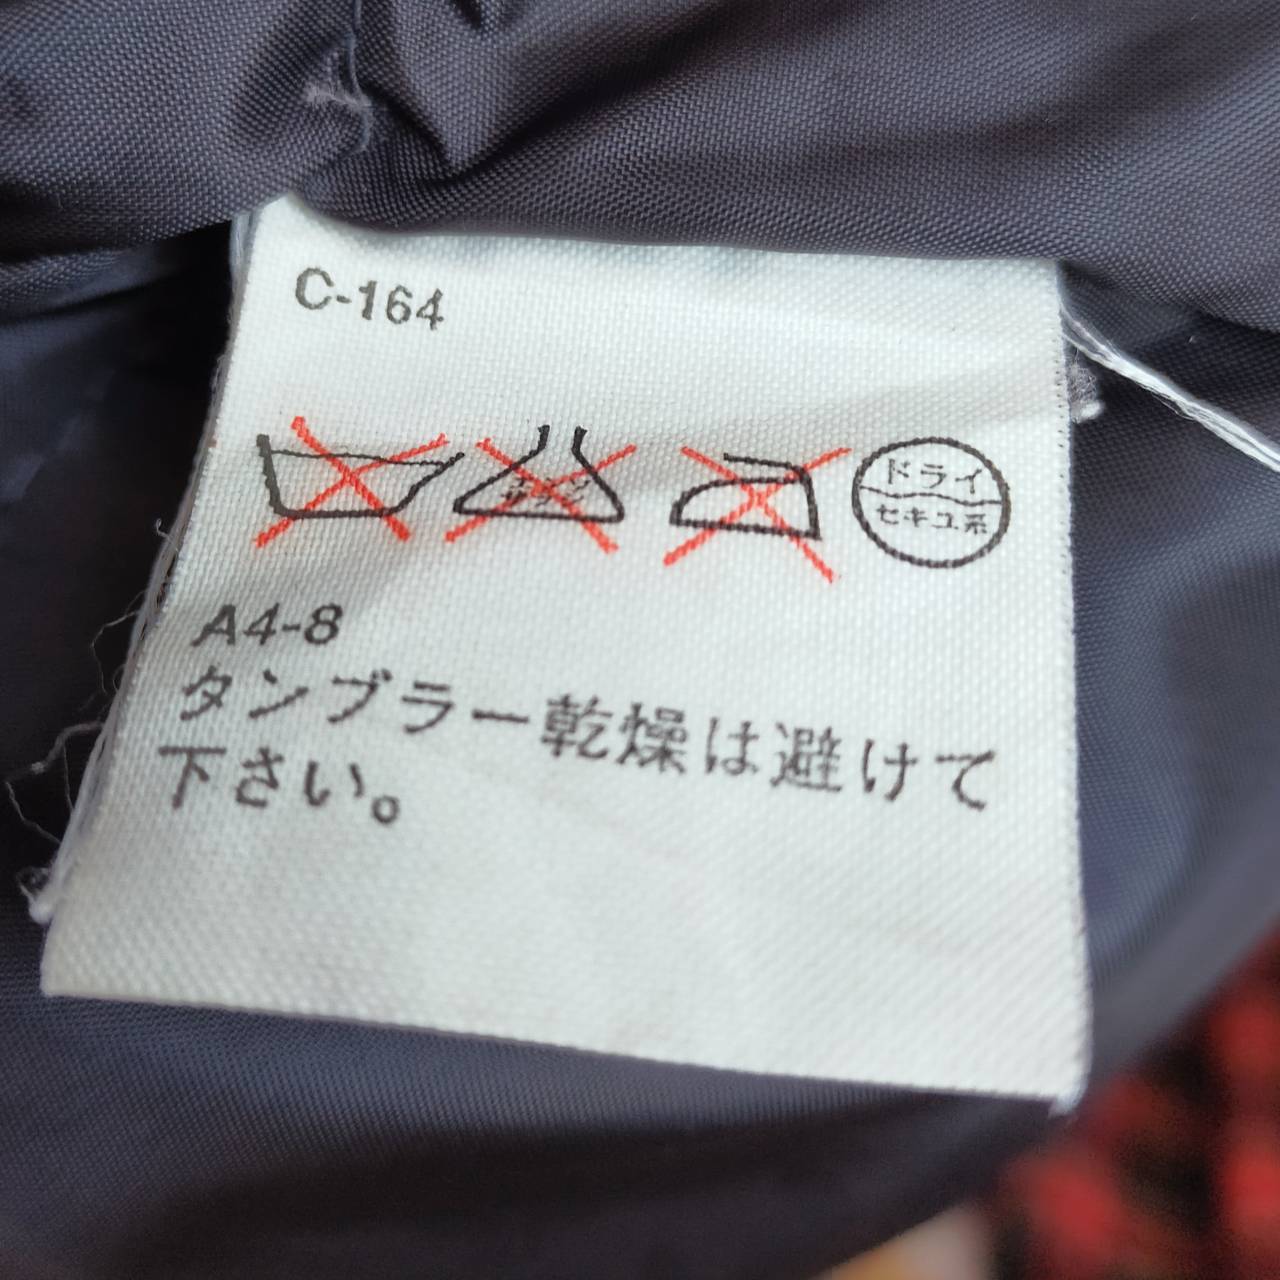 C-164
ドライ
セキユ系
A4-8
タンブラー乾燥は避けて
下さい。